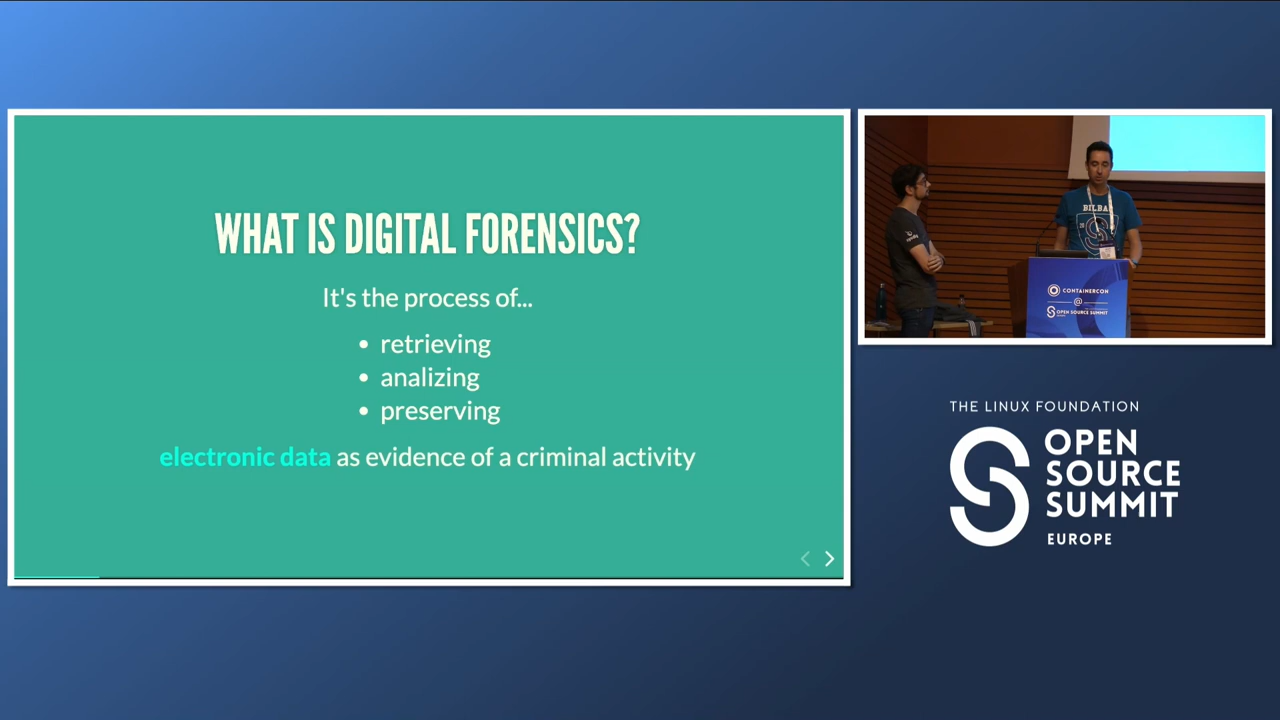 WHAT IS DIGITAL FORENSICS?
It's the process of...
• retrieving
• analizing
• preserving
electronic data as evidence of a criminal activity
BILBAO
CONTAINERCON
@
OPEN SOURCE SUMMIT
THE LINUX FOUNDATION
OPEN
SOURCE
SUMMIT
EUROPE